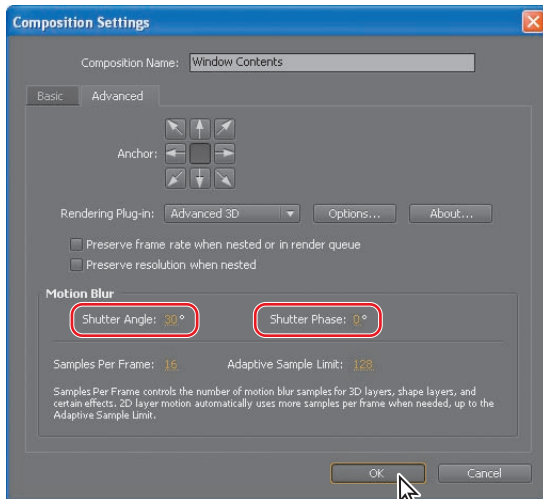 Composition Settings
Composition Name: Window Contents
Basic Advanced
Anchor:
Rendering Plug-in: Advanced 3D Options... About...
Preserve frame rate when nested or in render queue
Preserve resolution when nested
Motion Blur
Shutter Angle: 30° Shutter Phase: 0°
Samples Per Frame: 16 Adaptive Sample Limit: 128
Samples Per Frame controls the number of motion blur samples for 3D layers, shape layers, and
certain effects. 2D layer motion automatically uses more samples per frame when needed, up to the
Adaptive Sample Limit.
OK Cancel